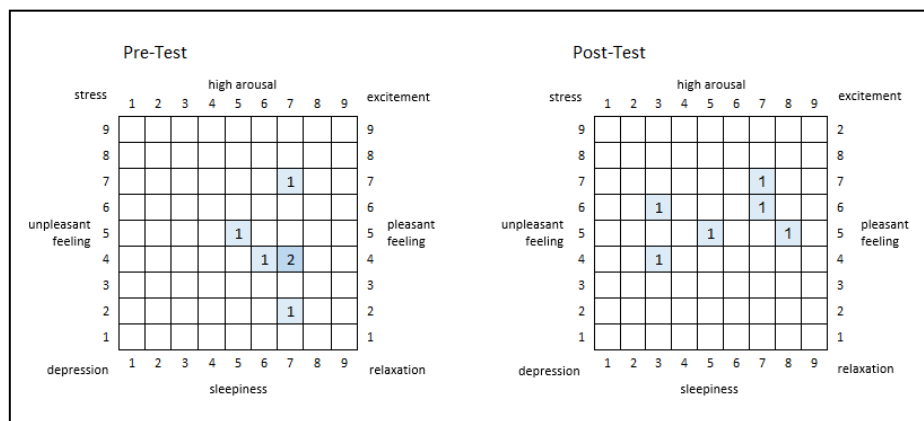 Pre-Test
high arousal
stress 1 2 3 4 5 6 7 8 9 excitement
9 9
8 8
7 1 7
6 6
unpleasant pleasant
feeling feeling
5 1 5
4 1 2 4
3 3
2 1 2
1 1
depression 1 2 3 4 5 6 7 8 9 relaxation
sleepiness
Post-Test
high arousal
stress 1 2 3 4 5 6 7 8 9 excitement
9 2
8 8
7 1 7
6 1 1 6
unpleasant pleasant
feeling feeling
5 1 1 5
4 1 4
3 3
2 2
1 1
depression 1 2 3 4 5 6 7 8 9 relaxation
sleepiness